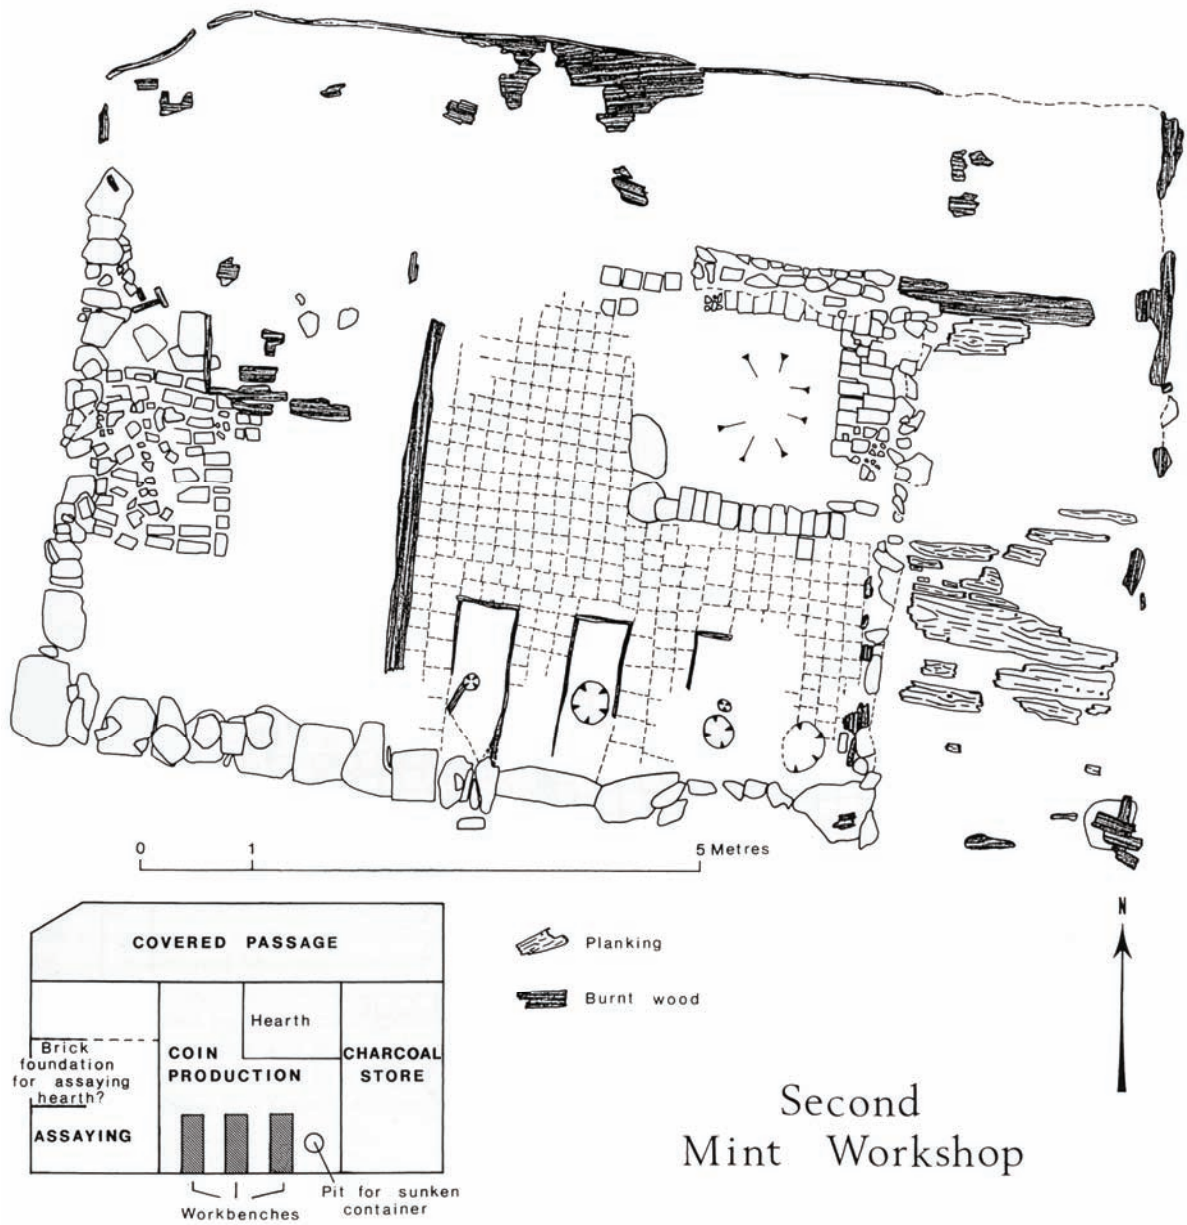 0 1 5 Metres
COVERED PASSAGE
Hearth
Brick
foundation
for assaying
hearth?
COIN
PRODUCTION
CHARCOAL
STORE
ASSAYING
Workbenches
Pit for sunken
container
Planking
Burnt wood
N
Second
Mint Workshop